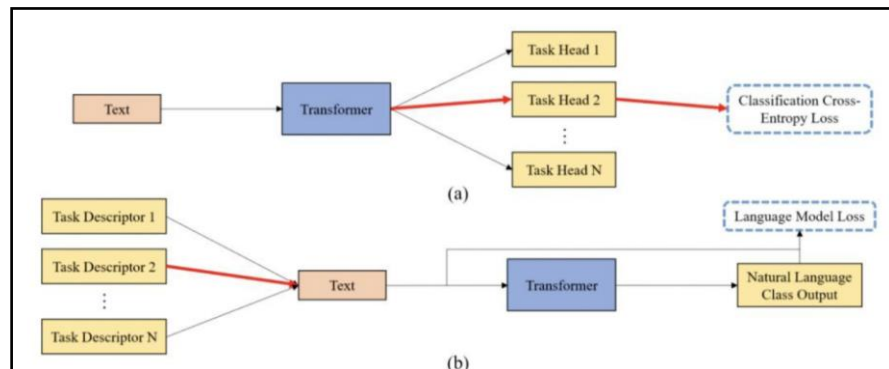 Task Head 1
Text
Transformer
Task Head 2
Classification Cross-
Entropy Loss
⋮
Task Head N
(a)
Task Descriptor 1
Language Model Loss
Task Descriptor 2
Text
Transformer
Natural Language
Class Output
⋮
Task Descriptor N
(b)